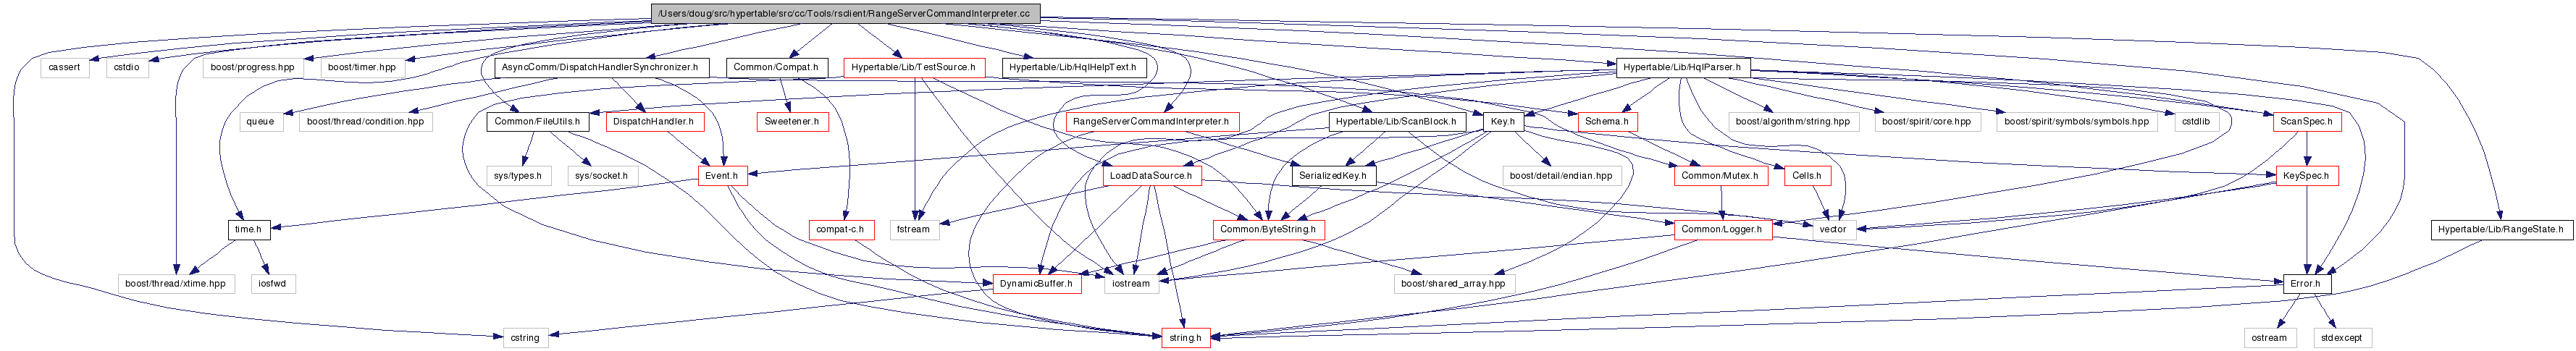 /Users/doug/src/hypertable/src/cc/Tools/rsclient/RangeServerCommandInterpreter.cc
cassert
cstdio
boost/progress.hpp
boost/timer.hpp
AsyncComm/DispatchHandlerSynchronizer.h
Common/Compat.h
Hypertable/Lib/TestSource.h
Hypertable/Lib/HqlHelpText.h
Hypertable/Lib/HqlParser.h
queue
boost/thread/condition.hpp
Common/FileUtils.h
DispatchHandler.h
Sweetener.h
RangeServerCommandInterpreter.h
Hypertable/Lib/ScanBlock.h
Key.h
Schema.h
boost/algorithm/string.hpp
boost/spirit/core.hpp
boost/spirit/symbols/symbols.hpp
cstdlib
ScanSpec.h
sys/types.h
sys/socket.h
Event.h
LoadDataSource.h
SerializedKey.h
boost/detail/endian.hpp
Common/Mutex.h
Cells.h
KeySpec.h
time.h
compat-c.h
fstream
Common/ByteString.h
Common/Logger.h
vector
Hypertable/Lib/RangeState.h
boost/thread/xtime.hpp
iosfwd
DynamicBuffer.h
iostream
boost/shared_array.hpp
Error.h
cstring
string.h
ostream
stdexcept